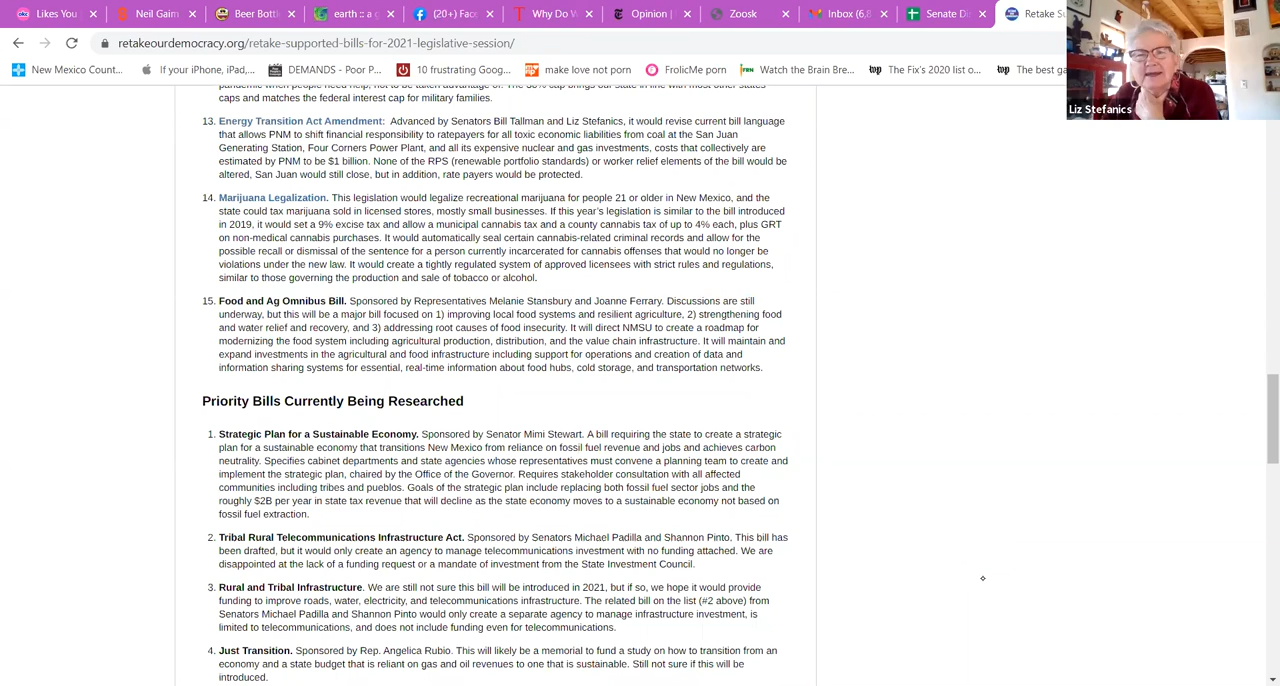 Likes You
Neil Gaim
Beer Bottl
earth :: a g
(20+) Face
Why Do W
Opinion |
Zoosk
Inbox (6,8
Senate Di
Retake Su
retakeourdemocracy.org/retake-supported-bills-for-2021-legislative-session/
New Mexico Count...
If your iPhone, iPad,...
DEMANDS - Poor P...
10 frustrating Goog...
make love not porn
FrolicMe porn
Watch the Brain Bre...
The Fix's 2020 list o...
The best ga
Liz Stefanics
caps and matches the federal interest cap for military families.
13. Energy Transition Act Amendment: Advanced by Senators Bill Tallman and Liz Stefanics, it would revise current bill language
that allows PNM to shift financial responsibility to ratepayers for all toxic economic liabilities from coal at the San Juan
Generating Station, Four Corners Power Plant, and all its expensive nuclear and gas investments, costs that collectively are
estimated by PNM to be $1 billion. None of the RPS (renewable portfolio standards) or worker relief elements of the bill would be
altered, San Juan would still close, but in addition, rate payers would be protected.
14. Marijuana Legalization. This legislation would legalize recreational marijuana for people 21 or older in New Mexico, and the
state could tax marijuana sold in licensed stores, mostly small businesses. If this year's legislation is similar to the bill introduced
in 2019, it would set a 9% excise tax and allow a municipal cannabis tax and a county cannabis tax of up to 4% each, plus GRT
on non-medical cannabis purchases. It would automatically seal certain cannabis-related criminal records and allow for the
possible recall or dismissal of the sentence for a person currently incarcerated for cannabis offenses that would no longer be
violations under the new law. It would create a tightly regulated system of approved licensees with strict rules and regulations,
similar to those governing the production and sale of tobacco or alcohol.
15. Food and Ag Omnibus Bill. Sponsored by Representatives Melanie Stansbury and Joanne Ferrary. Discussions are still
underway, but this will be a major bill focused on 1) improving local food systems and resilient agriculture, 2) strengthening food
and water relief and recovery, and 3) addressing root causes of food insecurity. It will direct NMSU to create a roadmap for
modernizing the food system including agricultural production, distribution, and the value chain infrastructure. It will maintain and
expand investments in the agricultural and food infrastructure including support for operations and creation of data and
information sharing systems for essential, real-time information about food hubs, cold storage, and transportation networks.
Priority Bills Currently Being Researched
1. Strategic Plan for a Sustainable Economy. Sponsored by Senator Mimi Stewart. A bill requiring the state to create a strategic
plan for a sustainable economy that transitions New Mexico from reliance on fossil fuel revenue and jobs and achieves carbon
neutrality. Specifies cabinet departments and state agencies whose representatives must convene a planning team to create and
implement the strategic plan, chaired by the Office of the Governor. Requires stakeholder consultation with all affected
communities including tribes and pueblos. Goals of the strategic plan include replacing both fossil fuel sector jobs and the
roughly $2B per year in state tax revenue that will decline as the state economy moves to a sustainable economy not based on
fossil fuel extraction.
2. Tribal Rural Telecommunications Infrastructure Act. Sponsored by Senators Michael Padilla and Shannon Pinto. This bill has
been drafted, but it would only create an agency to manage telecommunications investment with no funding attached. We are
disappointed at the lack of a funding request or a mandate of investment from the State Investment Council.
3. Rural and Tribal Infrastructure. We are still not sure this bill will be introduced in 2021, but if so, we hope it would provide
funding to improve roads, water, electricity, and telecommunications infrastructure. The related bill on the list (#2 above) from
Senators Michael Padilla and Shannon Pinto would only create a separate agency to manage infrastructure investment, is
limited to telecommunications, and does not include funding even for telecommunications.
4. Just Transition. Sponsored by Rep. Angelica Rubio. This will likely be a memorial to fund a study on how to transition from an
economy and a state budget that is reliant on gas and oil revenues to one that is sustainable. Still not sure if this will be
introduced.